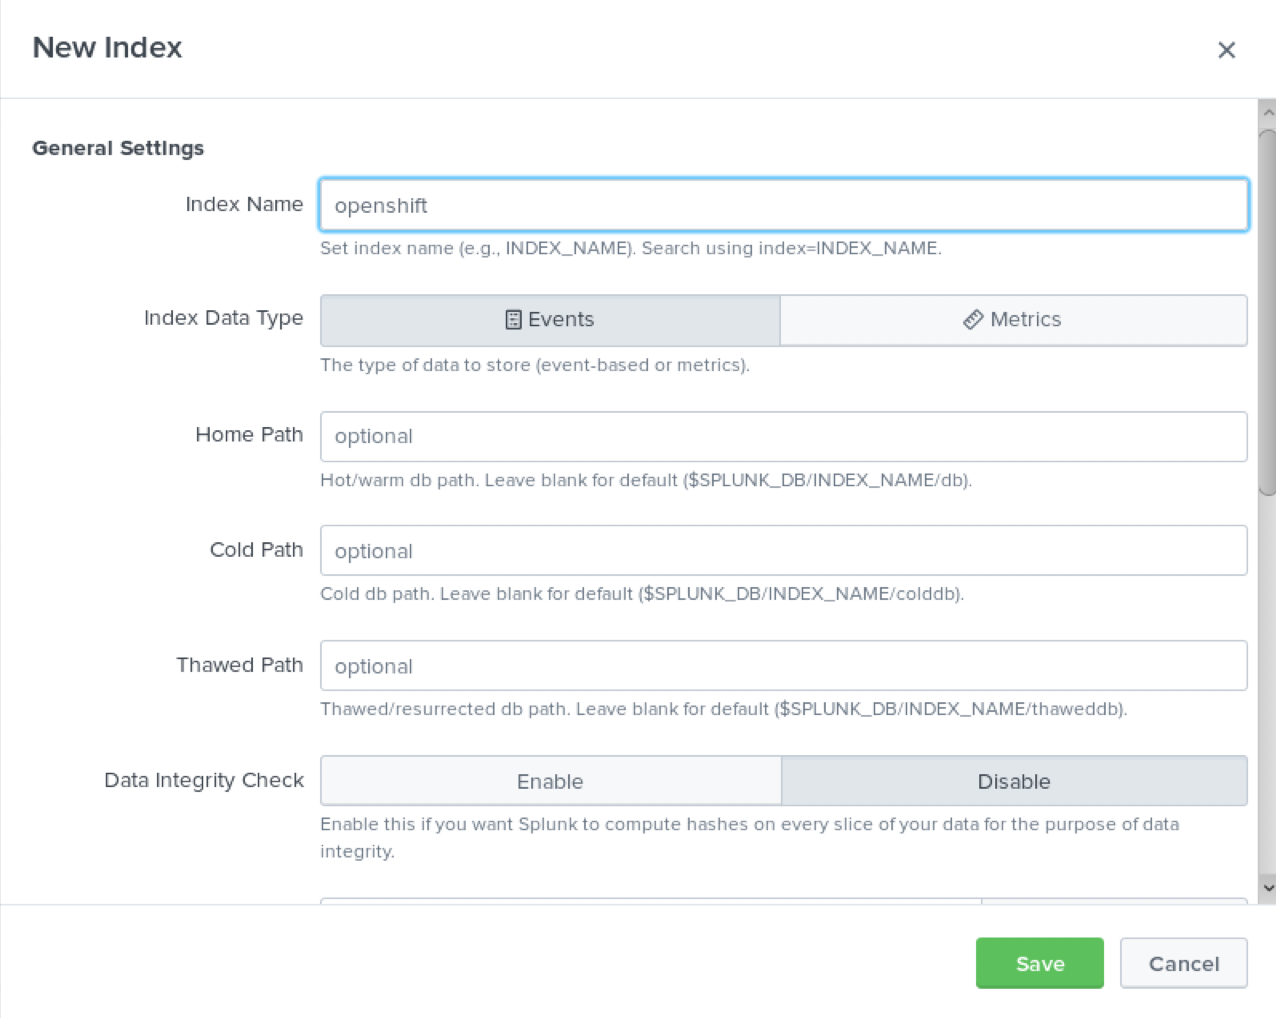 New Index
General Settings
Index Name
openshift
Set index name (e.g., INDEX_NAME). Search using index=INDEX_NAME.
Index Data Type
Events
Metrics
The type of data to store (event-based or metrics).
Home Path
optional
Hot/warm db path. Leave blank for default ($SPLUNK_DB/INDEX_NAME/db).
Cold Path
optional
Cold db path. Leave blank for default ($SPLUNK_DB/INDEX_NAME/colddb).
Thawed Path
optional
Thawed/resurrected db path. Leave blank for default ($SPLUNK_DB/INDEX_NAME/thaweddb).
Data Integrity Check
Enable
Disable
Enable this if you want Splunk to compute hashes on every slice of your data for the purpose of data
integrity.
Save
Cancel